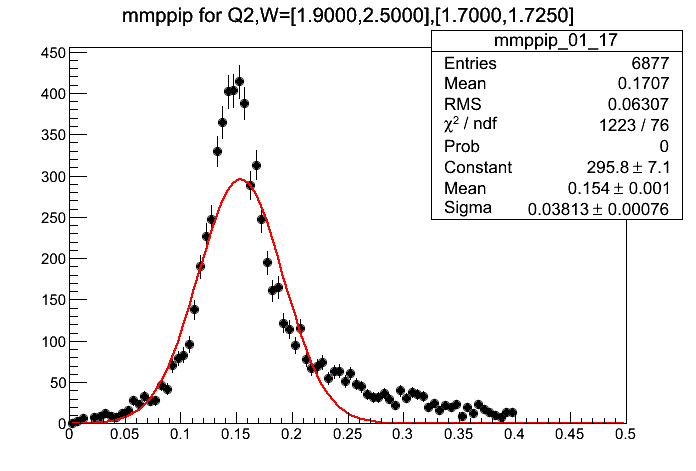 mmppip for Q2,W=[1.9000,2.5000],[1.7000,1.7250]
mmppip_01_17
Entries 6877
Mean 0.1707
RMS 0.06307
χ² / ndf 1223 / 76
Prob 0
Constant 295.8 ± 7.1
Mean 0.154 ± 0.001
Sigma 0.03813 ± 0.00076
450
400
350
300
250
200
150
100
50
0
0 0.05 0.1 0.15 0.2 0.25 0.3 0.35 0.4 0.45 0.5